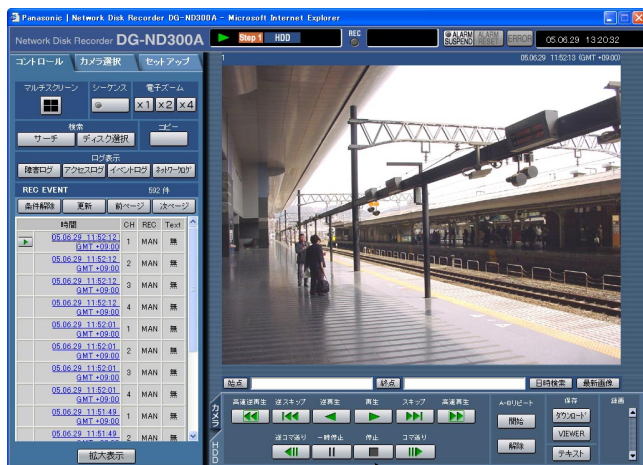 Panasonic | Network Disk Recorder DG-ND300A - Microsoft Internet Explorer
Network Disk Recorder DG-ND300A
Step 1 HDD
REC
ALARM SUSPEND
ALARM RESET
ERROR
05.06.29 13:20:32
コントロール カメラ選択 セットアップ
1
05.06.29 11:52:13 (GMT +09:00)
マルチスクリーン シーケンス 電子ズーム
x1 x2 x4
検索 コピー
サーチ ディスク選択
ログ表示
障害ログ アクセスログ イベントログ ネットワークログ
REC EVENT 592 件
条件解除 更新 前ページ 次ページ
時間 CH REC Text
05.06.29 11:52:12 GMT +09:00 1 MAN 無
05.06.29 11:52:12 GMT +09:00 2 MAN 無
05.06.29 11:52:12 GMT +09:00 3 MAN 無
05.06.29 11:52:12 GMT +09:00 4 MAN 無
05.06.29 11:52:01 GMT +09:00 1 MAN 無
05.06.29 11:52:01 GMT +09:00 2 MAN 無
05.06.29 11:52:01 GMT +09:00 3 MAN 無
05.06.29 11:52:01 GMT +09:00 4 MAN 無
05.06.29 11:51:49 GMT +09:00 1 MAN 無
05.06.29 11:51:49 GMT +09:00 2 MAN 無
拡大表示
始点 終点 日時検索 最新画像
カメラ
HDD
高速逆再生 逆スキップ 逆再生 再生 スキップ 高速再生
逆コマ送り 一時停止 停止 コマ送り
A-Bリピート
開始
解除
保存
ダウンロード
VIEWER
テキスト
録画